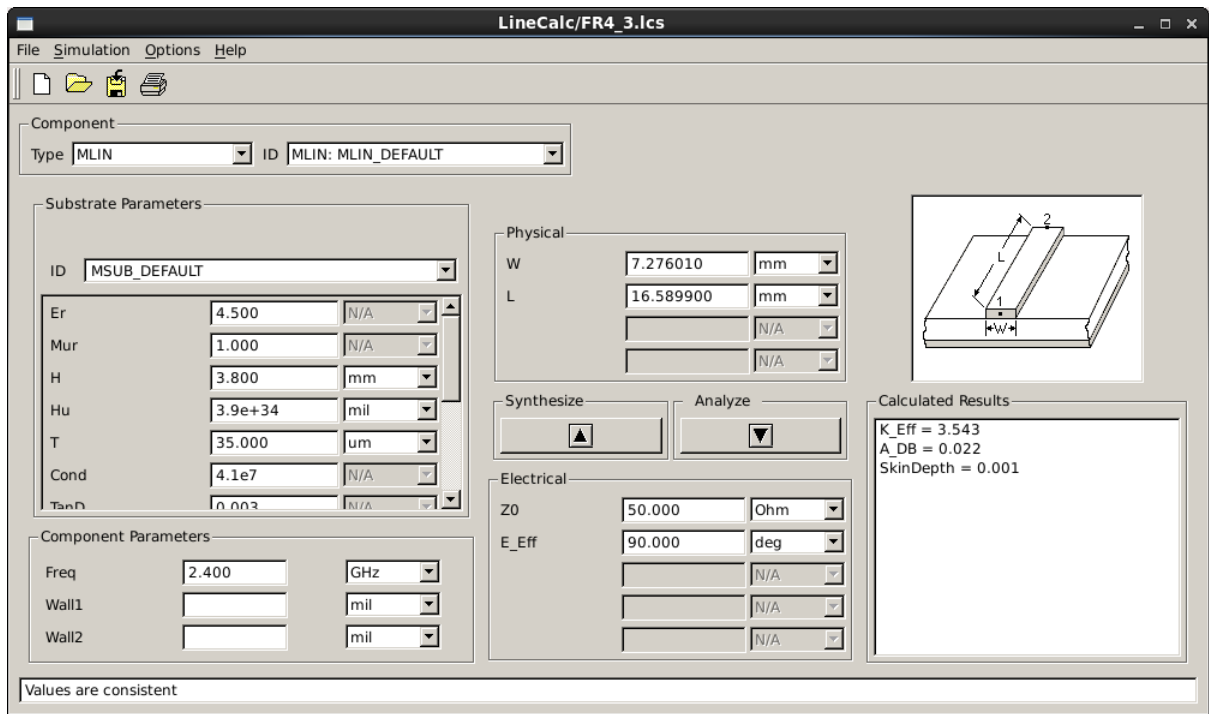 LineCalc/FR4_3.lcs
File Simulation Options Help
Component
Type MLIN ID MLIN: MLIN_DEFAULT
Substrate Parameters
ID MSUB_DEFAULT
Er 4.500 N/A
Mur 1.000 N/A
H 3.800 mm
Hu 3.9e+34 mil
T 35.000 um
Cond 4.1e7 N/A
TanD 0.003 N/A
Component Parameters
Freq 2.400 GHz
Wall1 mil
Wall2 mil
Physical
W 7.276010 mm
L 16.589900 mm
N/A
N/A
Synthesize Analyze
Electrical
Z0 50.000 Ohm
E_Eff 90.000 deg
N/A
N/A
N/A
2
L
1
W
Calculated Results
K_Eff = 3.543
A_DB = 0.022
SkinDepth = 0.001
Values are consistent